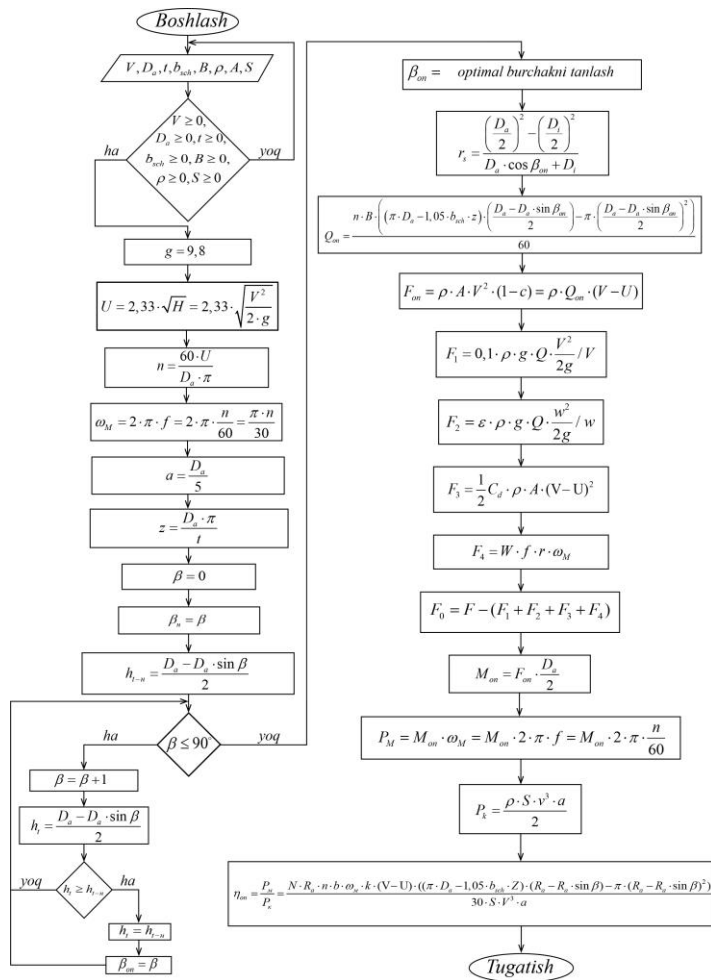 Boshlash
V, D_a, t, b_sch, B, ρ, A, S
V ≥ 0,
D_a ≥ 0, t ≥ 0,
b_sch ≥ 0, B ≥ 0,
ρ ≥ 0, S ≥ 0
ha
yoq
g = 9,8
U = 2,33·√H = 2,33·√(V²/(2·g))
n = (60·U)/(D_a·π)
ω_M = 2·π·f = 2·π·n/60 = (π·n)/30
a = D_a/5
z = (D_a·π)/t
β = 0
β_u = β
h_{t-u} = (D_a − D_a·sin β)/2
β ≤ 90°
ha
yoq
β = β+1
h_t = (D_a − D_a·sin β)/2
h_t ≥ h_{t-u}
yoq
ha
h_t = h_{t-u}
β_on = β
β_on = optimal burchakni tanlash
r_s = ((D_a/2)² − (D_i/2)²)/(D_a·cos β_on + D_i)
Q_on = (n·B·((π·D_a − 1,05·b_sch·z)·((D_a − D_a·sin β_on)/2) − π·((D_a − D_a·sin β_on)/2)²))/60
F_on = ρ·A·V²·(1−c) = ρ·Q_on·(V−U)
F_1 = 0,1·ρ·g·Q·V²/2g / V
F_2 = ε·ρ·g·Q·w²/2g / w
F_3 = 1/2 C_d·ρ·A·(V−U)²
F_4 = W·f·r·ω_M
F_0 = F−(F_1 + F_2 + F_3 + F_4)
M_on = F_on·D_a/2
P_M = M_on·ω_M = M_on·2·π·f = M_on·2·π·n/60
P_k = (ρ·S·v³·a)/2
η_on = P_м/P_к = (N·R_a·n·b·ω_м·k·(V−U)·((π·D_a − 1,05·b_sch·Z)·(R_a − R_a·sin β) − π·(R_a − R_a·sin β)²))/(30·S·V³·a)
Tugatish